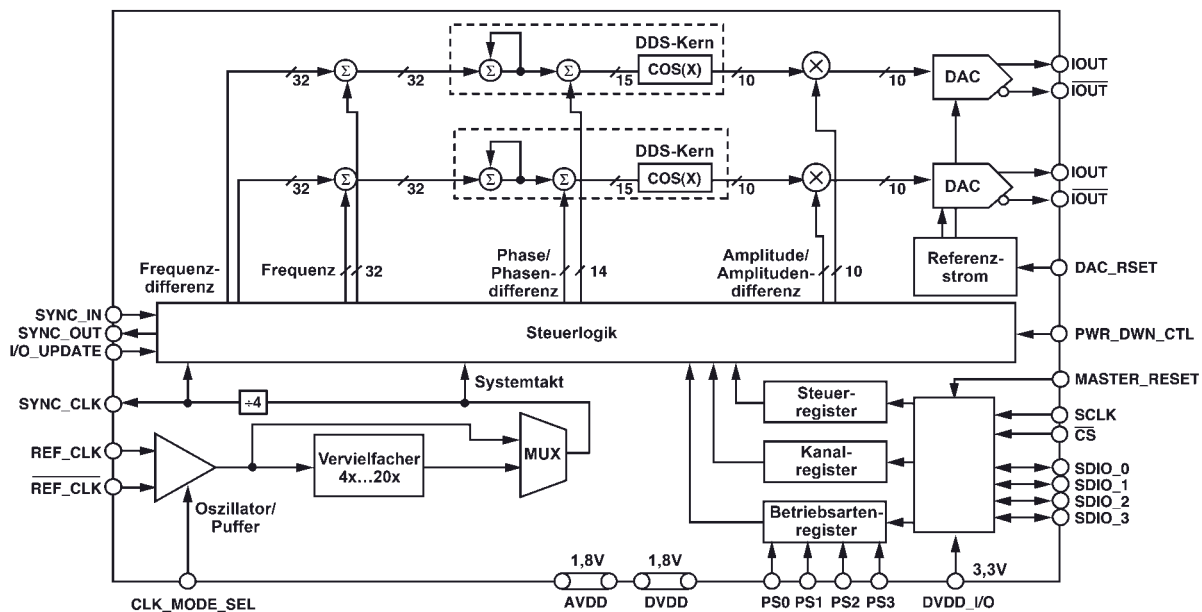 DDS-Kern
Σ
Σ
Σ
COS(X)
DAC
IOUT
IOUT
32
32
15
10
10
DDS-Kern
Σ
Σ
Σ
COS(X)
DAC
IOUT
IOUT
32
32
15
10
10
Frequenz-
differenz
Frequenz
32
Phase/
Phasen-
differenz
14
Amplitude/
Amplituden-
differenz
10
Referenz-
strom
DAC_RSET
SYNC_IN
SYNC_OUT
I/O_UPDATE
Steuerlogik
PWR_DWN_CTL
Systemtakt
SYNC_CLK
÷4
REF_CLK
REF_CLK
Oszillator/
Puffer
Vervielfacher
4x...20x
MUX
Steuer-
register
Kanal-
register
Betriebsarten-
register
MASTER_RESET
SCLK
CS
SDIO_0
SDIO_1
SDIO_2
SDIO_3
1,8V
1,8V
3,3V
CLK_MODE_SEL
AVDD
DVDD
PS0
PS1
PS2
PS3
DVDD_I/O